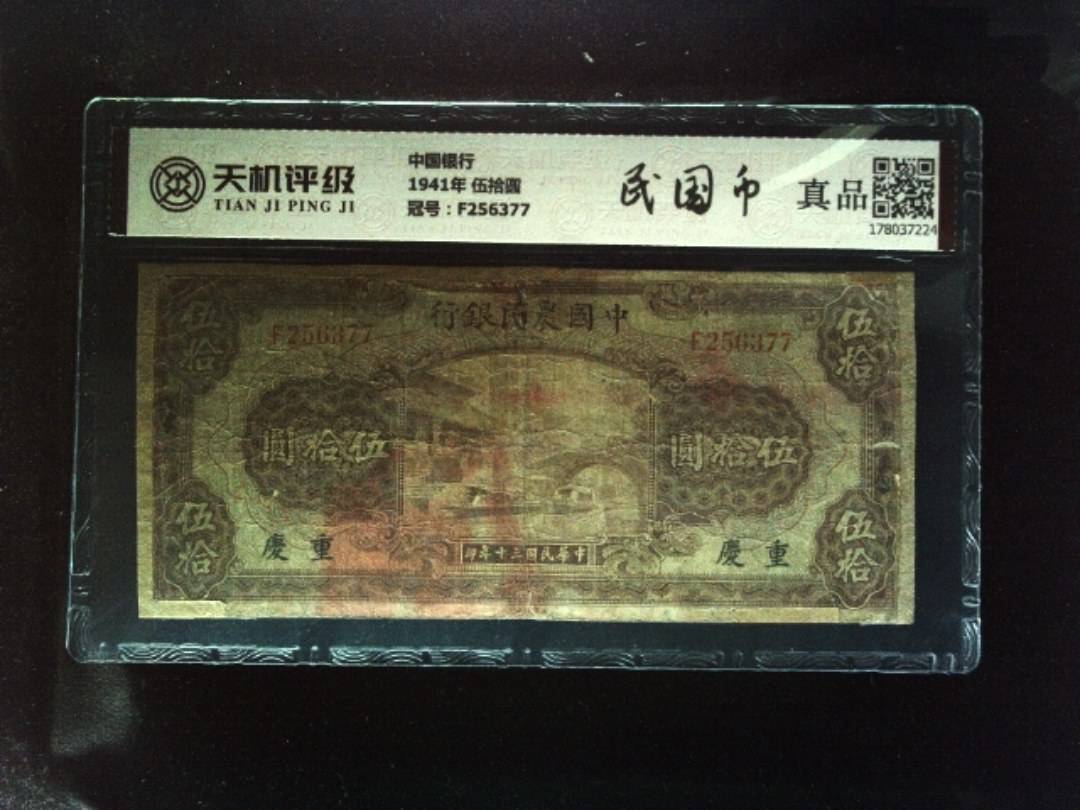 天机评级
TIAN JI PING JI
中国银行
1941年 伍拾圆
冠号：F256377
民国币
真品
178037224
行銀民農國中
F256377
F256377
伍拾
伍拾
圓拾伍
圓拾伍
伍拾
伍拾
慶重
慶重
印年十三國民華中